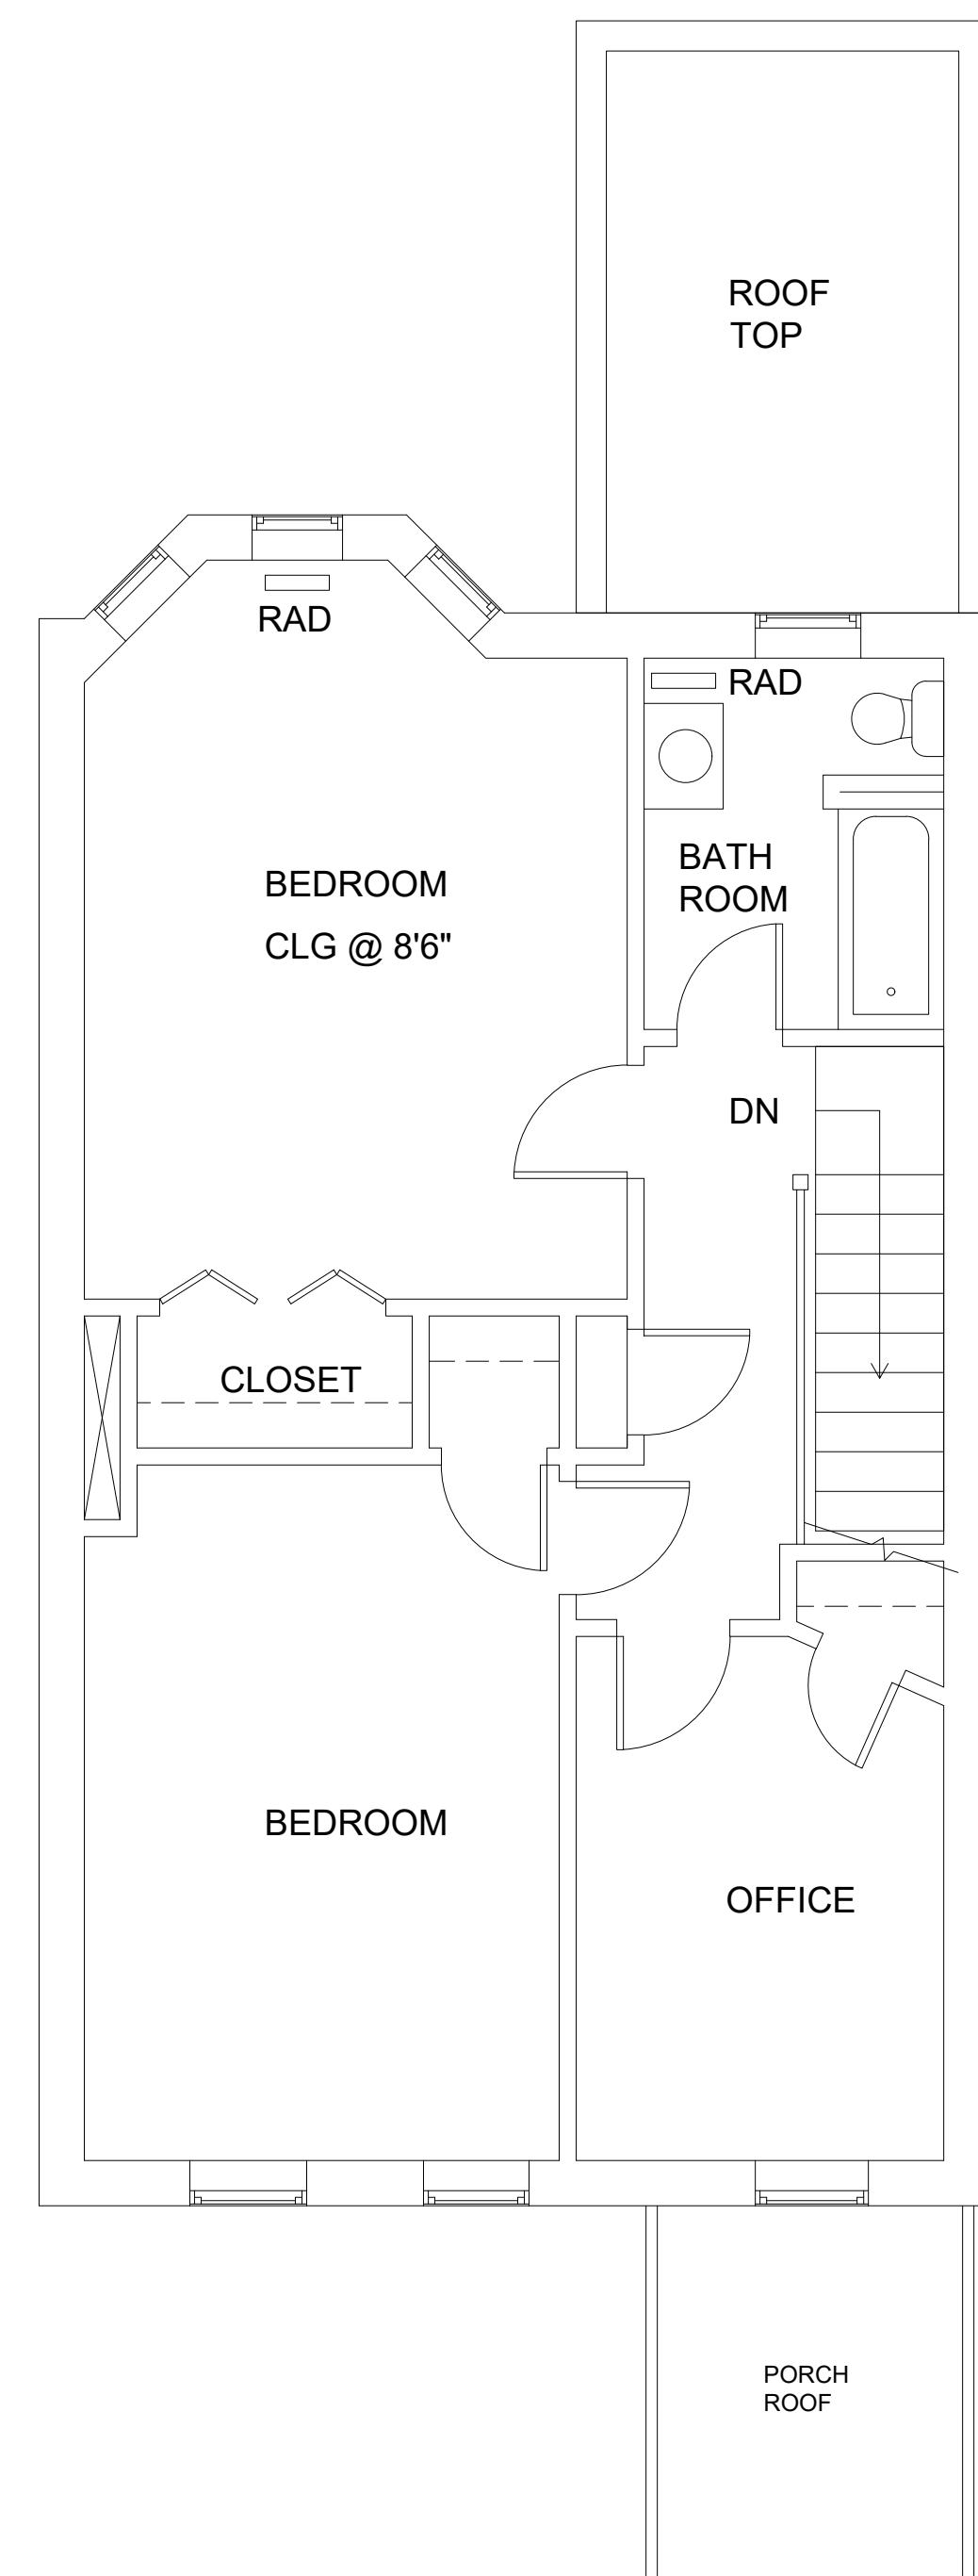 ROOF
TOP
RAD
RAD
BATH
ROOM
BEDROOM
CLG @ 8'6"
DN
CLOSET
BEDROOM
OFFICE
PORCH
ROOF